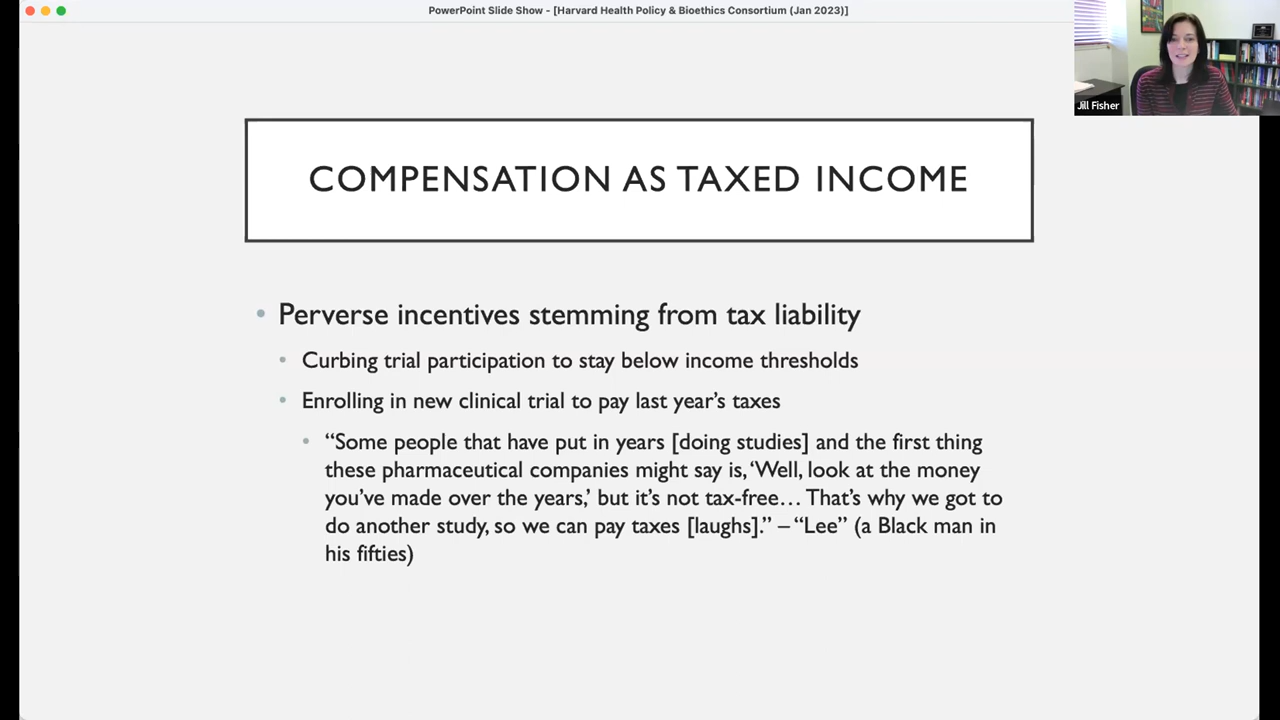 PowerPoint Slide Show - [Harvard Health Policy & Bioethics Consortium (Jan 2023)]
Jill Fisher
COMPENSATION AS TAXED INCOME
• Perverse incentives stemming from tax liability
• Curbing trial participation to stay below income thresholds
• Enrolling in new clinical trial to pay last year’s taxes
• “Some people that have put in years [doing studies] and the first thing
these pharmaceutical companies might say is, ‘Well, look at the money
you’ve made over the years,’ but it’s not tax-free… That’s why we got to
do another study, so we can pay taxes [laughs].” – “Lee” (a Black man in
his fifties)